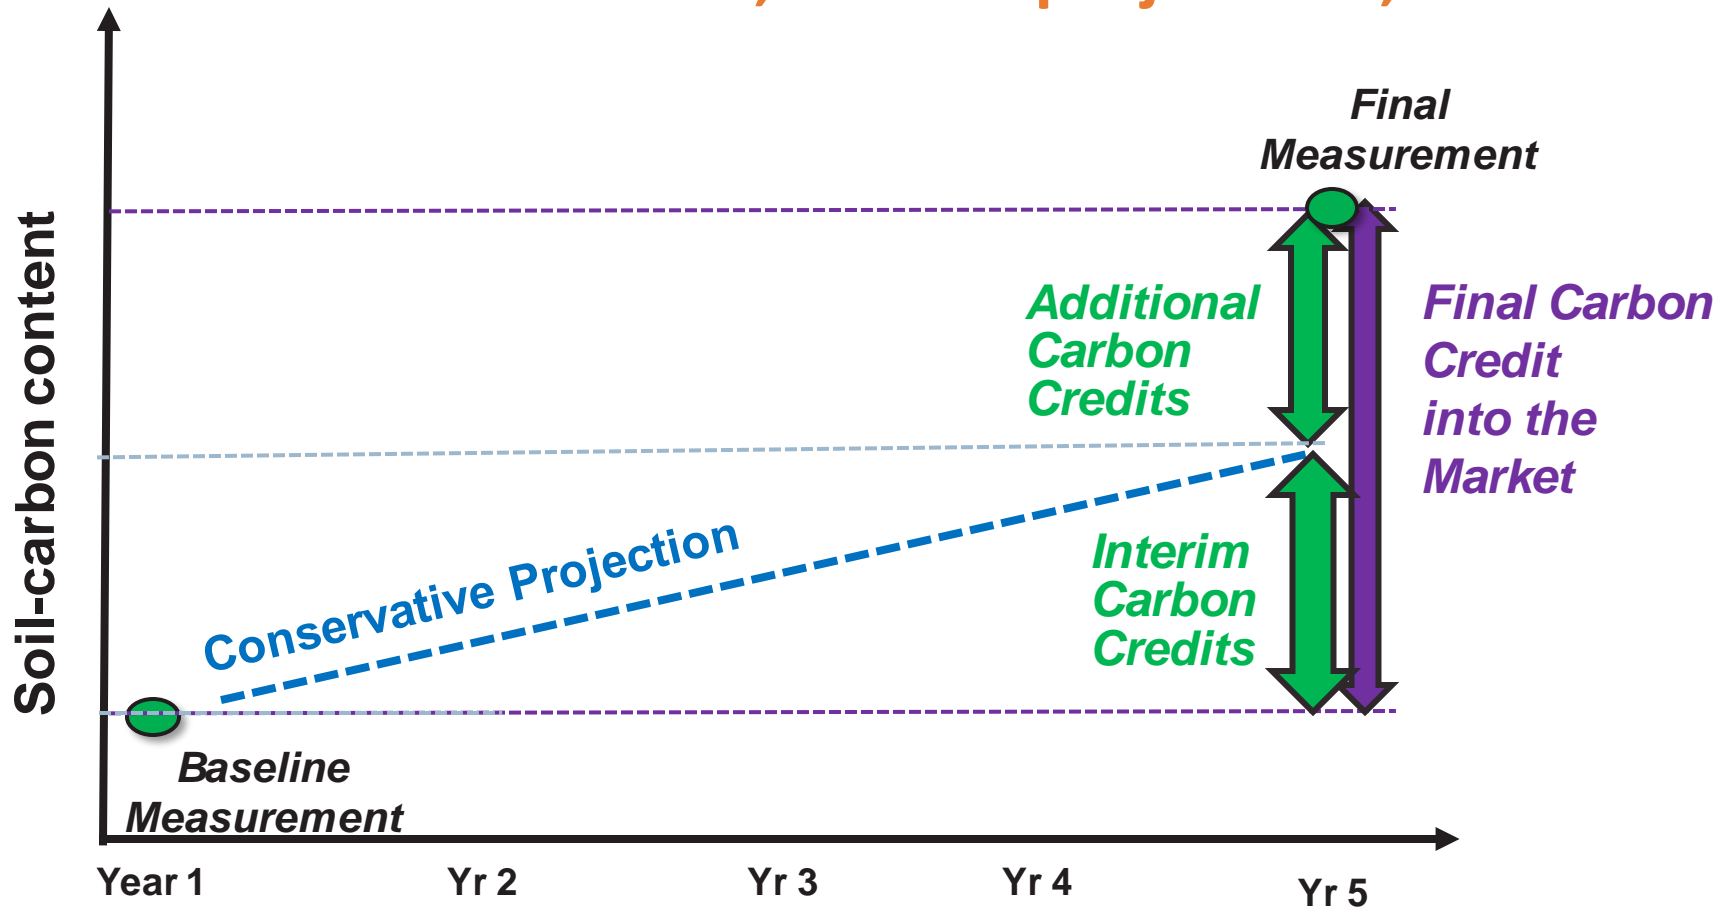 Final
Measurement
Soil-carbon content
Additional
Carbon
Credits
Final Carbon
Credit
into the
Market
Conservative Projection
Interim
Carbon
Credits
Baseline
Measurement
Year 1
Yr 2
Yr 3
Yr 4
Yr 5